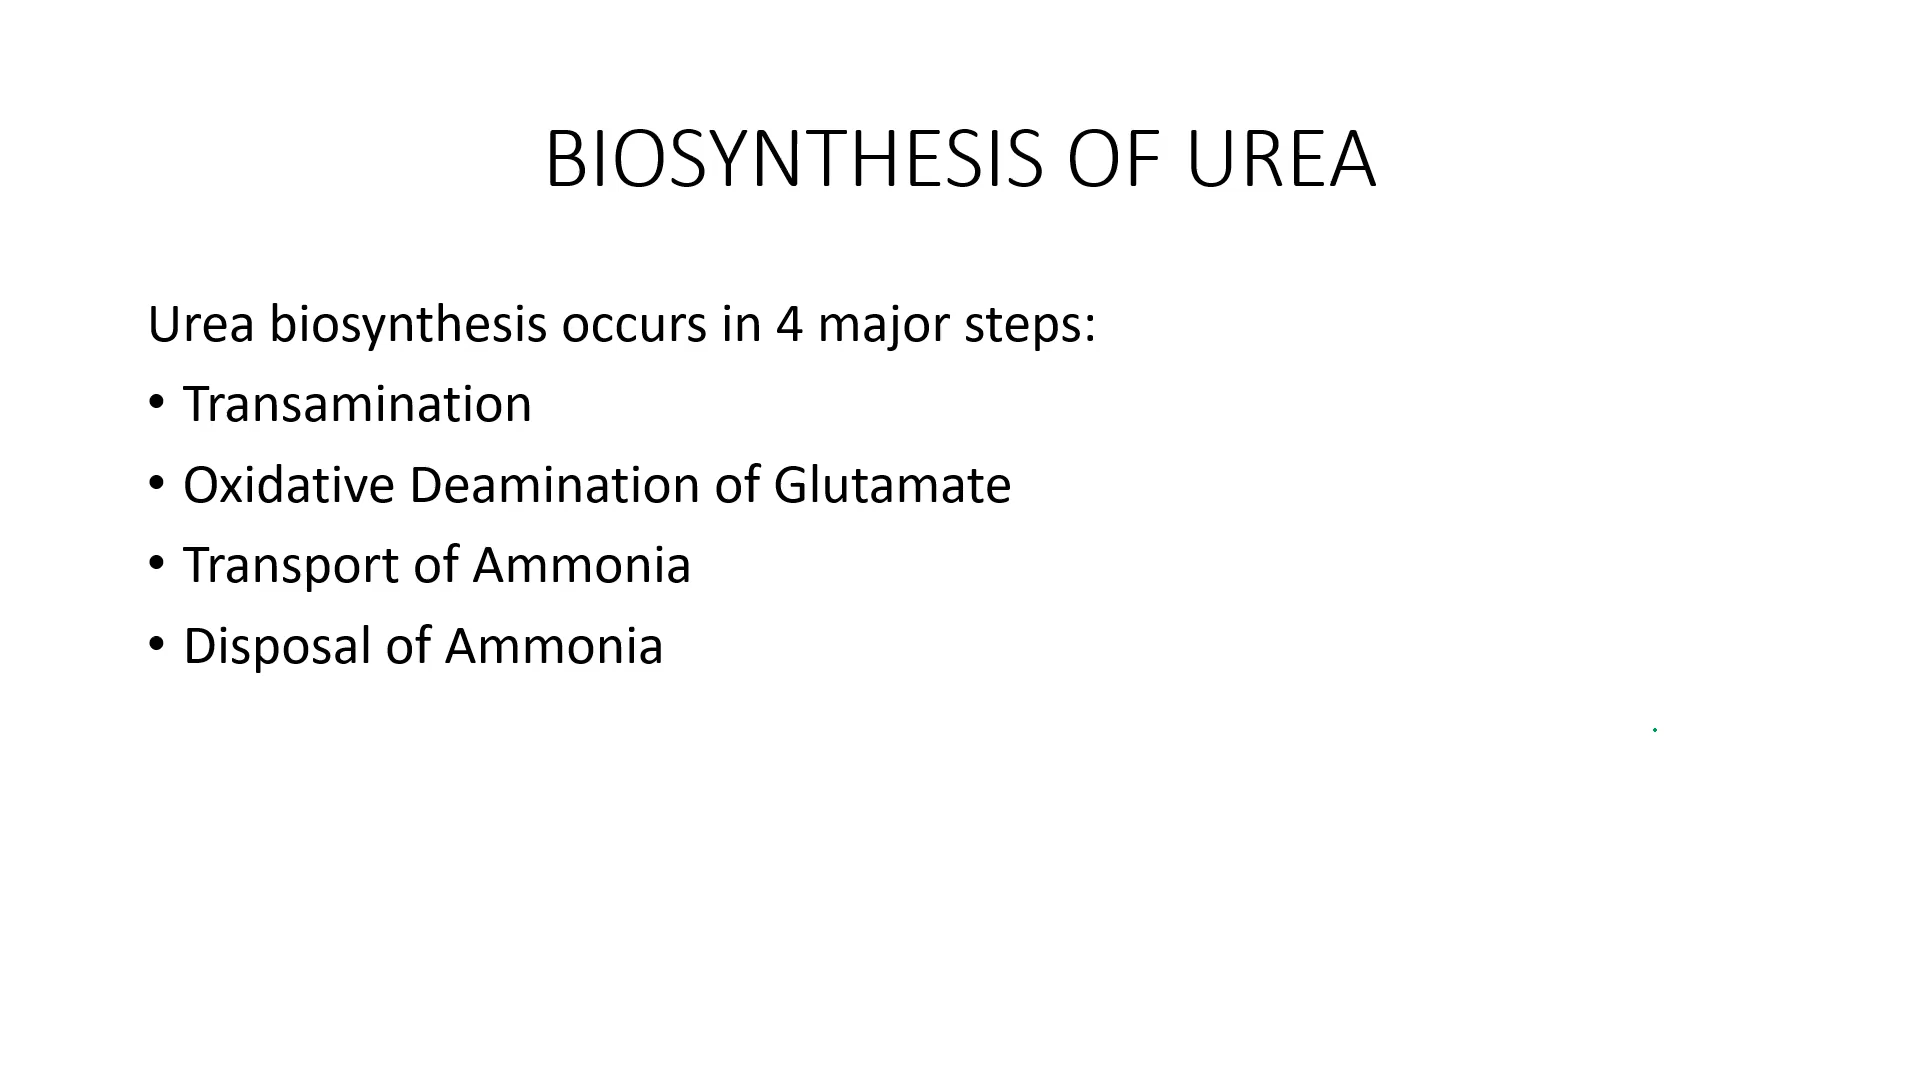 BIOSYNTHESIS OF UREA
Urea biosynthesis occurs in 4 major steps:
• Transamination
• Oxidative Deamination of Glutamate
• Transport of Ammonia
• Disposal of Ammonia